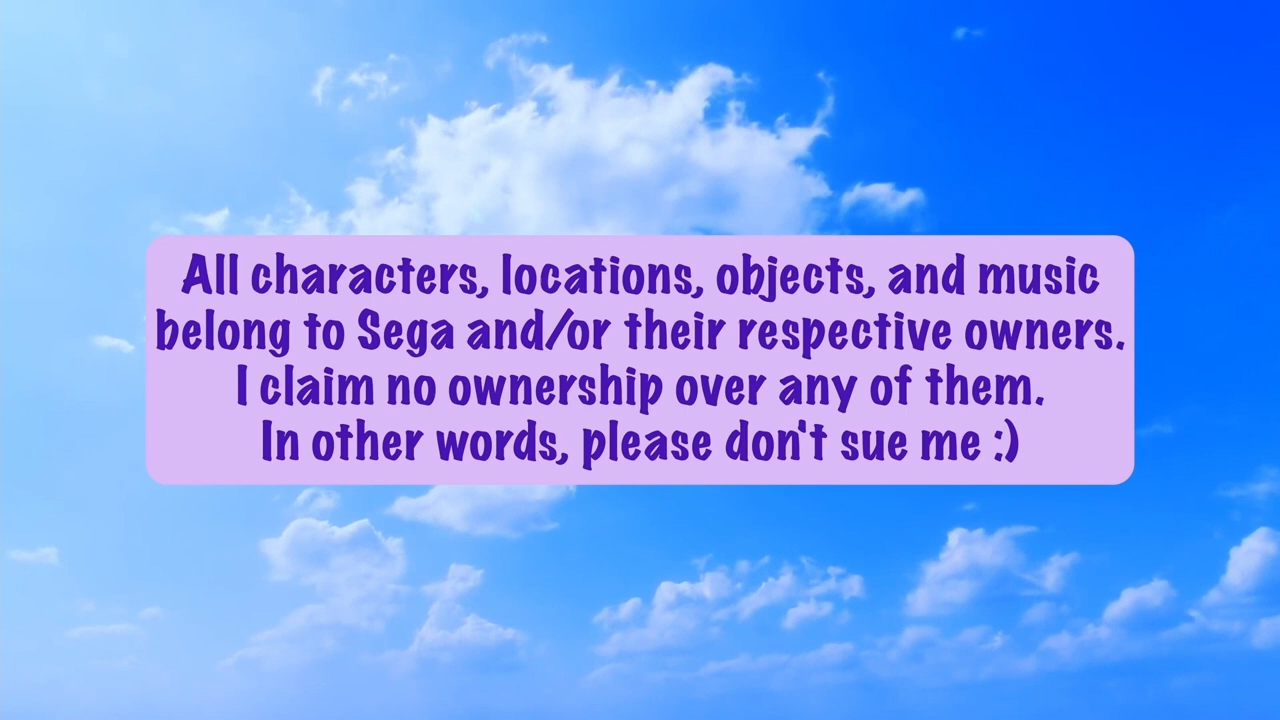 All characters, locations, objects, and music
belong to Sega and/or their respective owners.
I claim no ownership over any of them.
In other words, please don't sue me :)